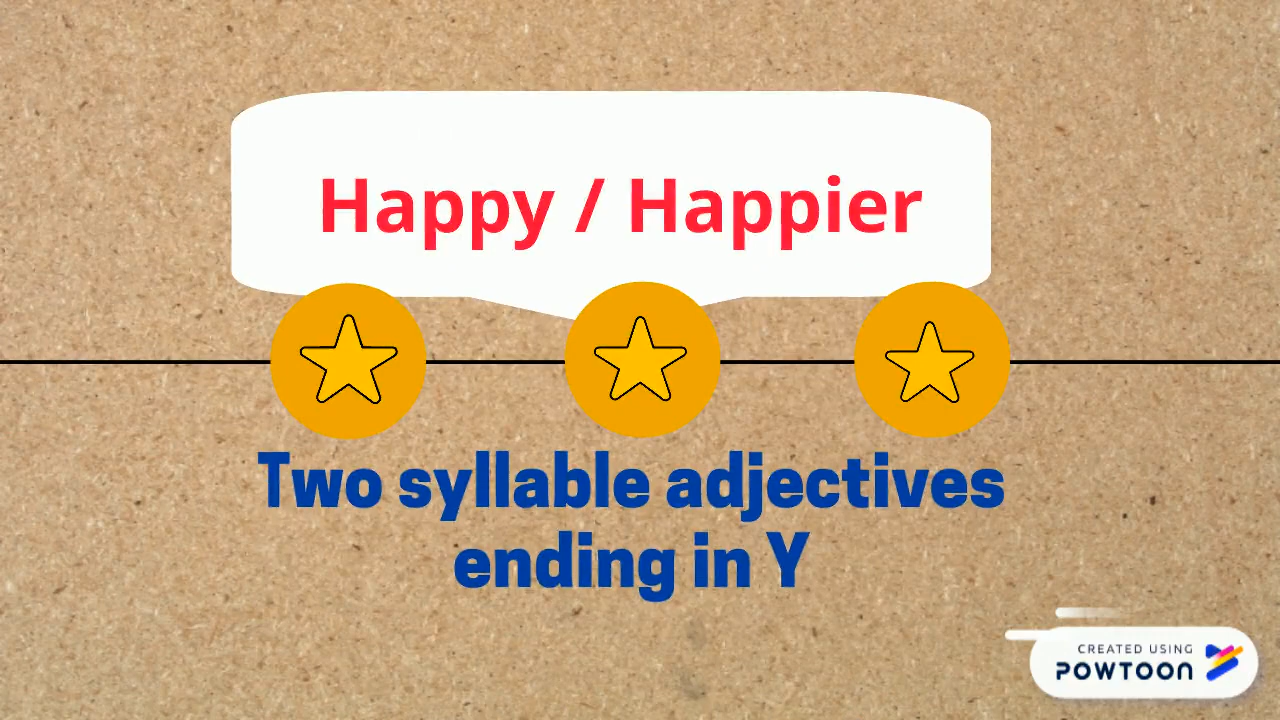 Happy / Happier
Two syllable adjectives
ending in Y
CREATED USING
POWTOON